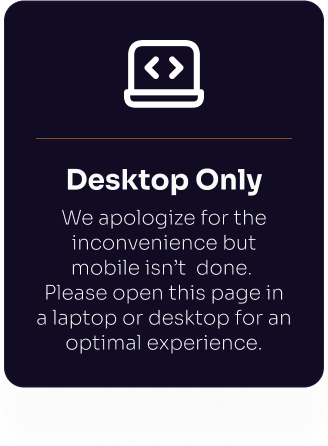 Desktop Only
We apologize for the
inconvenience but
mobile isn’t  done.
Please open this page in
a laptop or desktop for an
optimal experience.